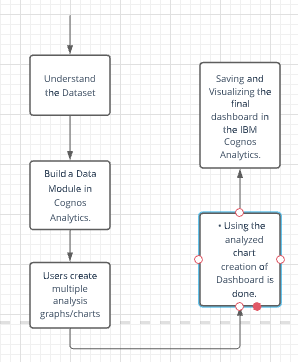 Understand
the Dataset
Build a Data
Module in
Cognos
Analytics.
Users create
multiple
analysis
graphs/charts
Saving and
Visualizing the
final
dashboard in
the IBM
Cognos
Analytics.
• Using the
analyzed
chart
creation of
Dashboard is
done.